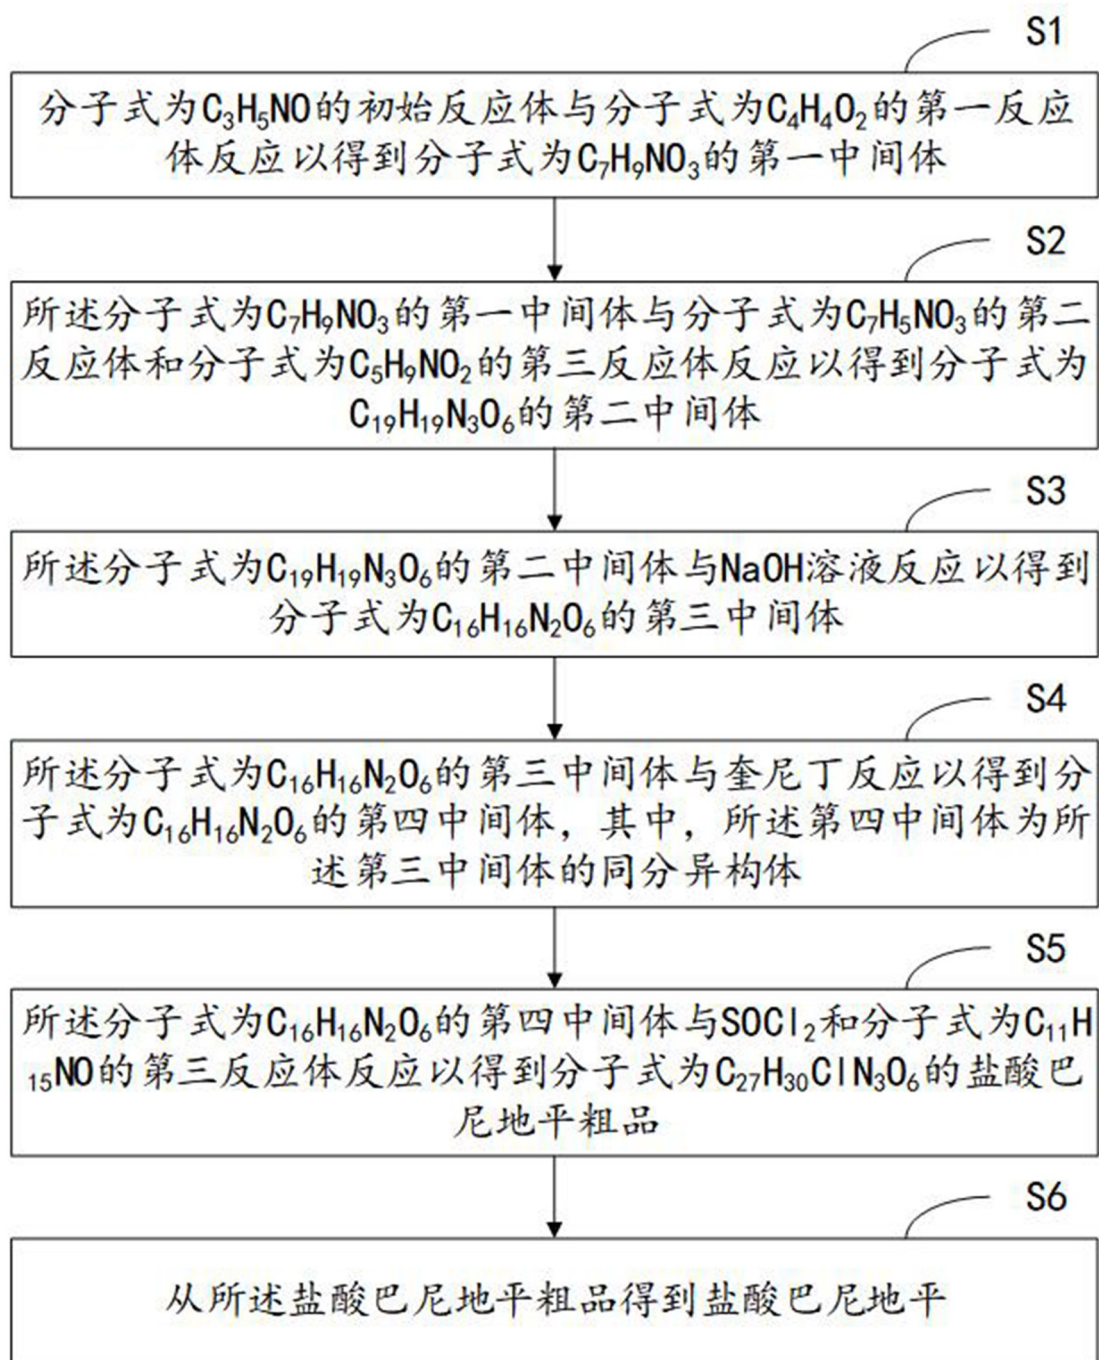 S1
分子式为C₃H₅NO的初始反应体与分子式为C₄H₄O₂的第一反应
体反应以得到分子式为C₇H₉NO₃的第一中间体
S2
所述分子式为C₇H₉NO₃的第一中间体与分子式为C₇H₅NO₃的第二
反应体和分子式为C₅H₉NO₂的第三反应体反应以得到分子式为
C₁₉H₁₉N₃O₆的第二中间体
S3
所述分子式为C₁₉H₁₉N₃O₆的第二中间体与NaOH溶液反应以得到
分子式为C₁₆H₁₆N₂O₆的第三中间体
S4
所述分子式为C₁₆H₁₆N₂O₆的第三中间体与奎尼丁反应以得到分
子式为C₁₆H₁₆N₂O₆的第四中间体，其中，所述第四中间体为所
述第三中间体的同分异构体
S5
所述分子式为C₁₆H₁₆N₂O₆的第四中间体与SOCl₂和分子式为C₁₁H
₁₅NO的第三反应体反应以得到分子式为C₂₇H₃₀ClN₃O₆的盐酸巴
尼地平粗品
S6
从所述盐酸巴尼地平粗品得到盐酸巴尼地平